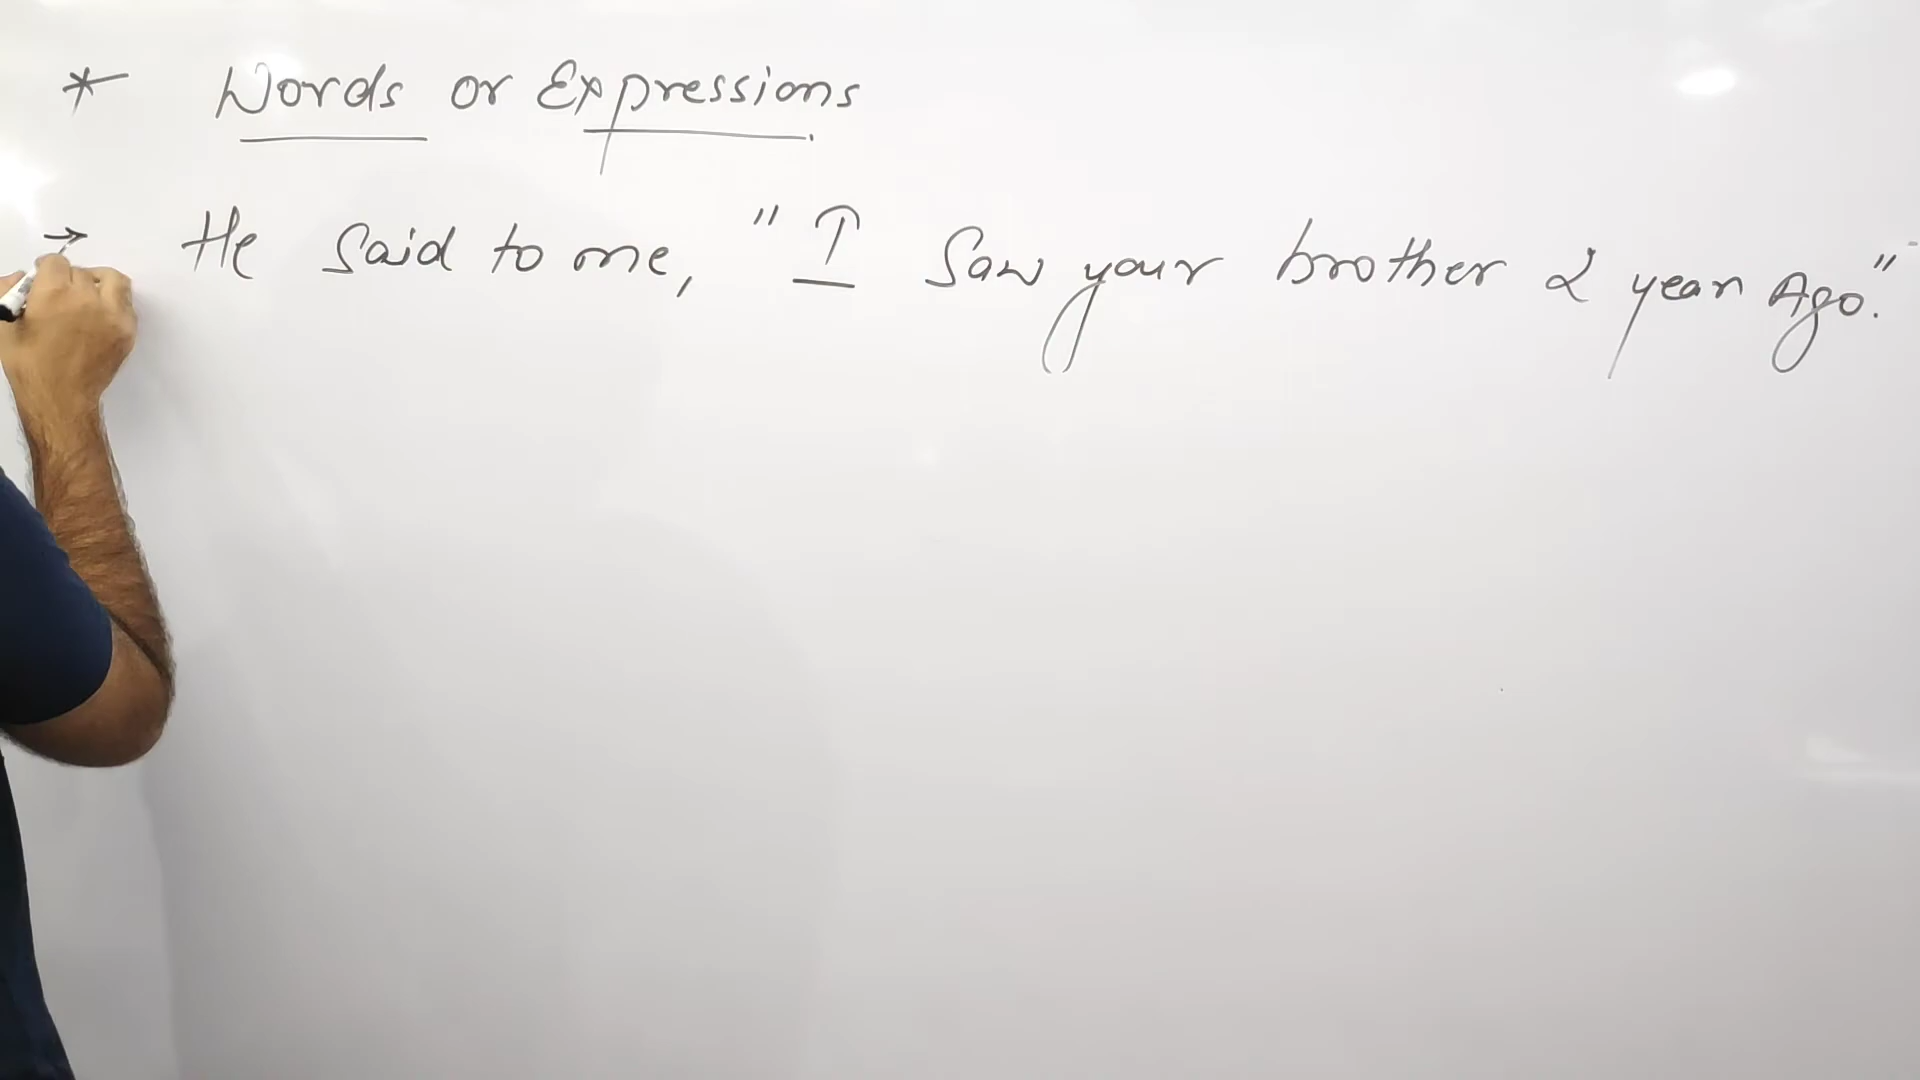 * Words or Expressions
→ He Said to me, "I Saw your brother 2 year Ago."